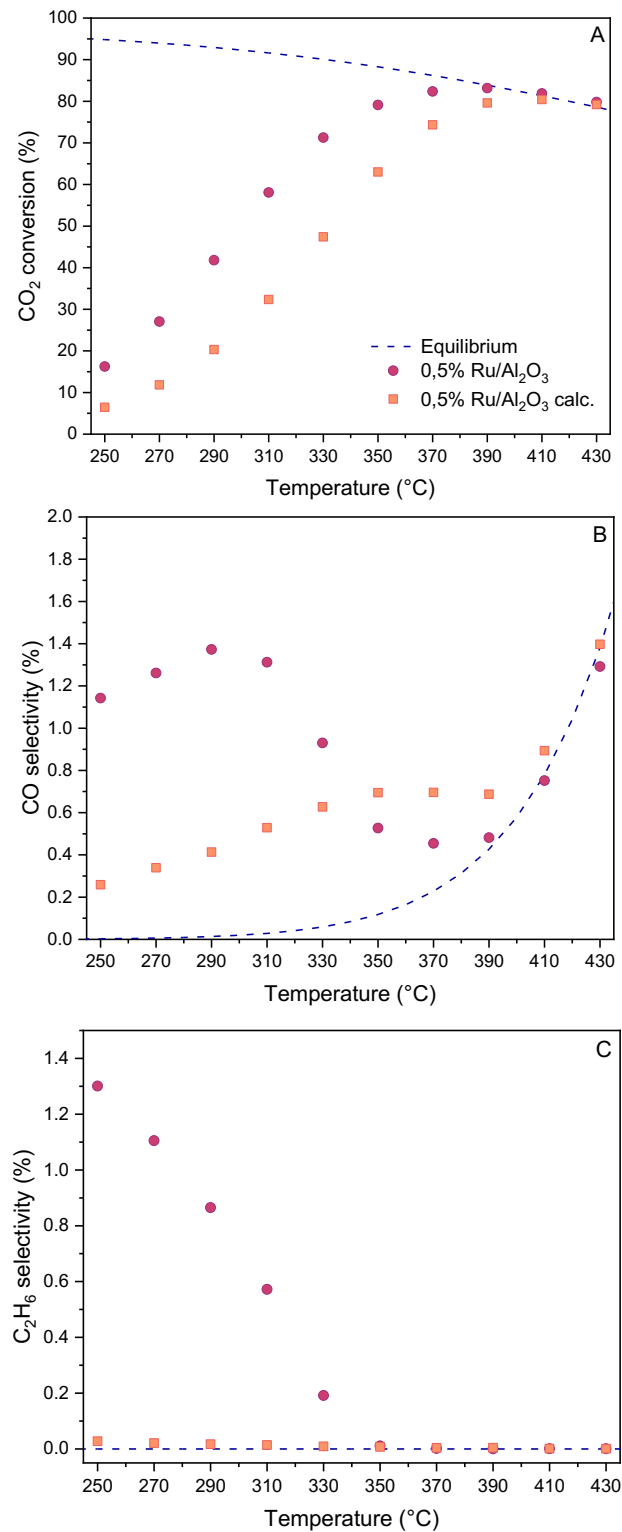 A
100
90
80
70
60
50
40
30
20
10
0
CO₂ conversion (%)
Equilibrium
0,5% Ru/Al₂O₃
0,5% Ru/Al₂O₃ calc.
250 270 290 310 330 350 370 390 410 430
Temperature (°C)
B
2.0
1.8
1.6
1.4
1.2
1.0
0.8
0.6
0.4
0.2
0.0
CO selectivity (%)
250 270 290 310 330 350 370 390 410 430
Temperature (°C)
C
1.4
1.2
1.0
0.8
0.6
0.4
0.2
0.0
C₂H₆ selectivity (%)
250 270 290 310 330 350 370 390 410 430
Temperature (°C)